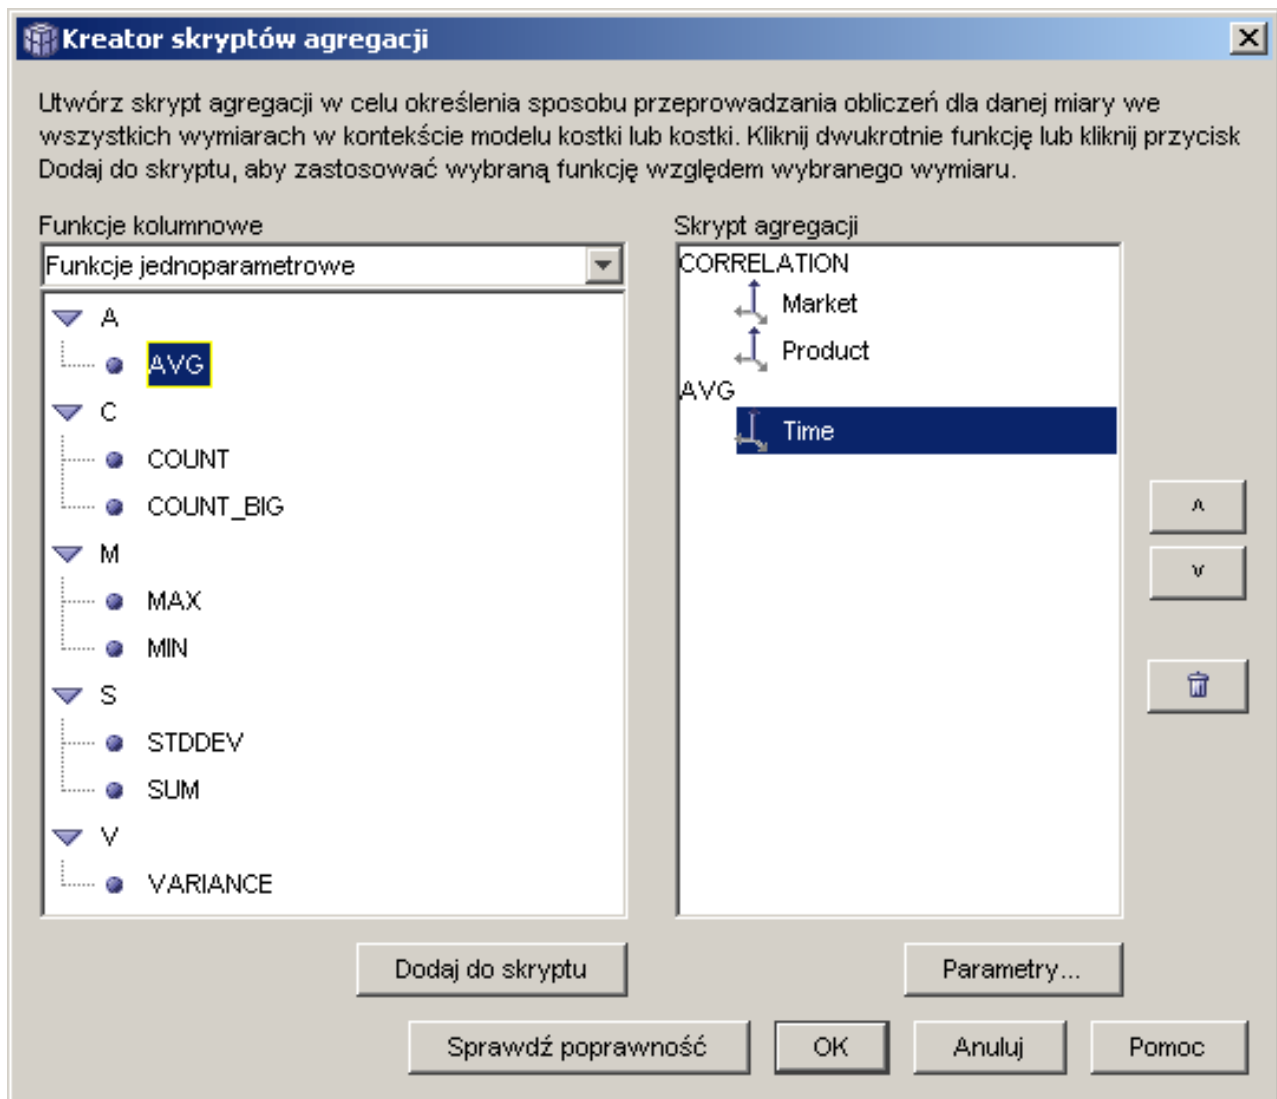 Kreator skryptów agregacji
Utwórz skrypt agregacji w celu określenia sposobu przeprowadzania obliczeń dla danej miary we
wszystkich wymiarach w kontekście modelu kostki lub kostki. Kliknij dwukrotnie funkcję lub kliknij przycisk
Dodaj do skryptu, aby zastosować wybraną funkcję względem wybranego wymiaru.
Funkcje kolumnowe
Funkcje jednoparametrowe
A
AVG
C
COUNT
COUNT_BIG
M
MAX
MIN
S
STDDEV
SUM
V
VARIANCE
Dodaj do skryptu
Skrypt agregacji
CORRELATION
Market
Product
AVG
Time
Parametry...
Sprawdź poprawność
OK
Anuluj
Pomoc